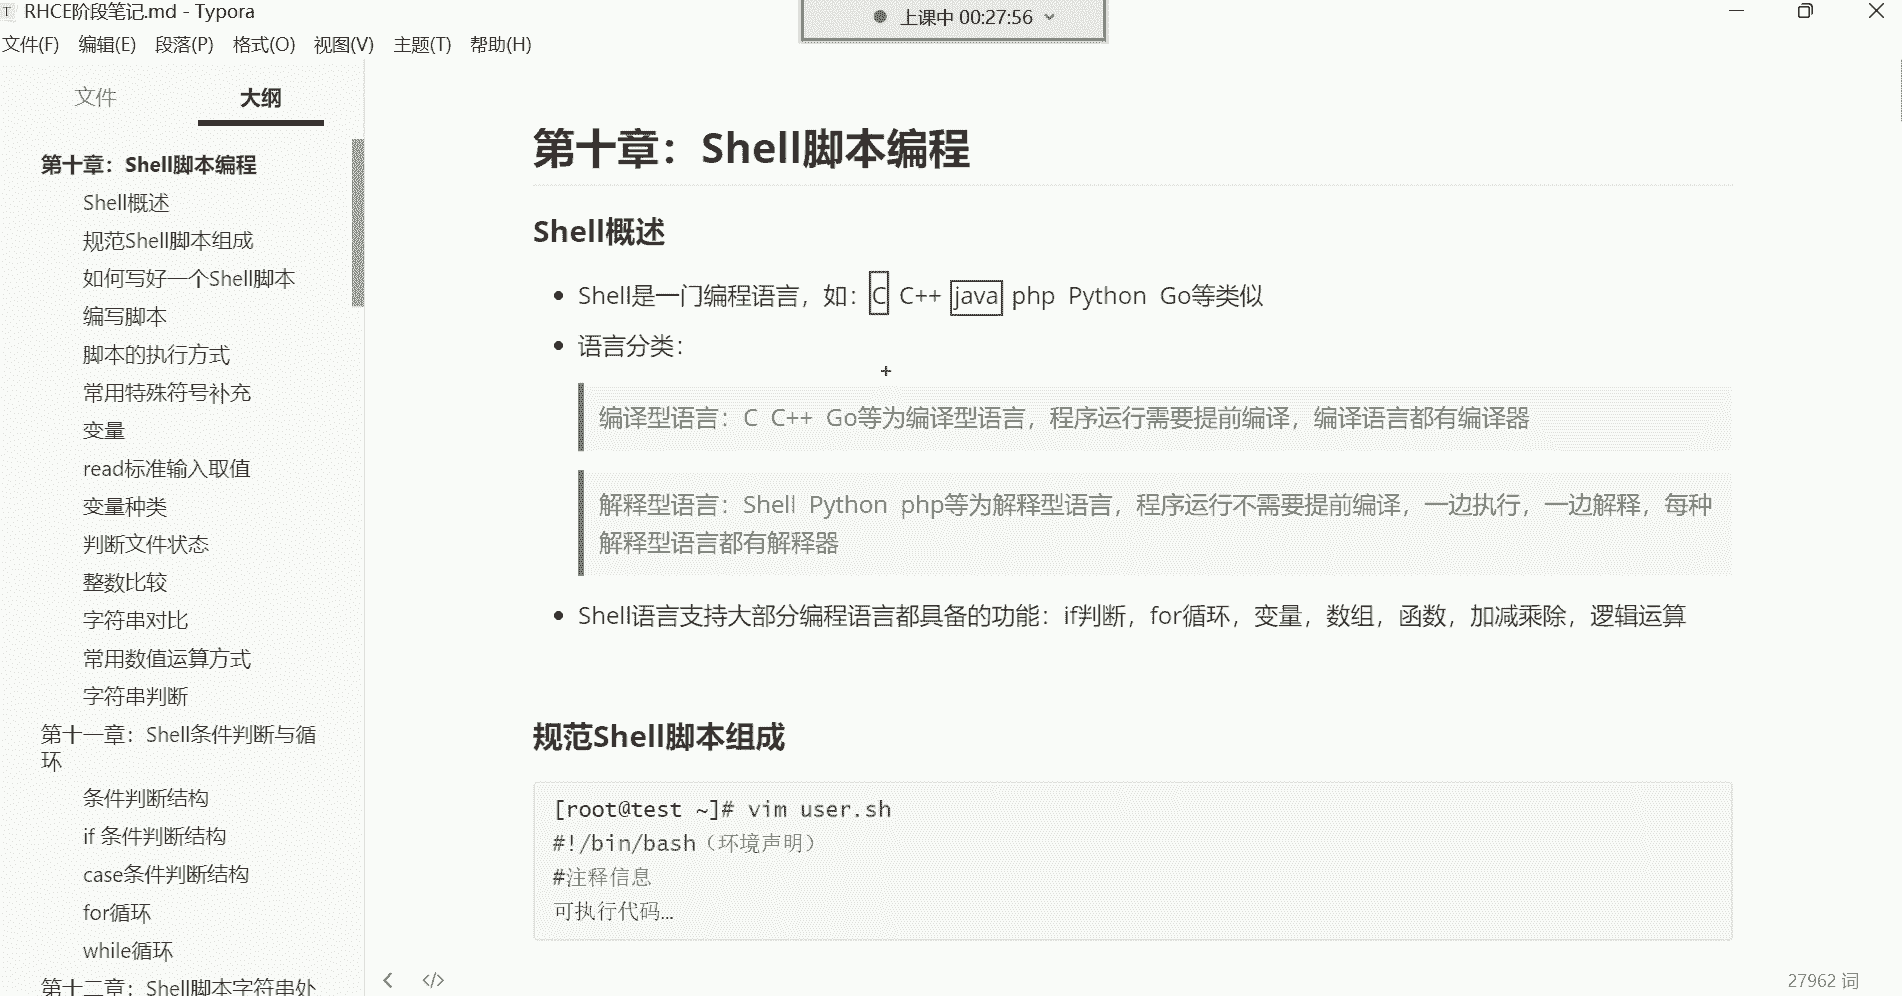 RHCE阶段笔记.md - Typora
上课中 00:27:56
文件(F) 编辑(E) 段落(P) 格式(O) 视图(V) 主题(T) 帮助(H)
文件 大纲
第十章：Shell脚本编程
Shell概述
规范Shell脚本组成
如何写好一个Shell脚本
编写脚本
脚本的执行方式
常用特殊符号补充
变量
read标准输入取值
变量种类
判断文件状态
整数比较
字符串对比
常用数值运算方式
字符串判断
第十一章：Shell条件判断与循
环
条件判断结构
if 条件判断结构
case条件判断结构
for循环
while循环
第十二章：Shell脚本字符串处
第十章：Shell脚本编程
Shell概述
Shell是一门编程语言，如：C C++ java php Python Go等类似
语言分类：
编译型语言：C C++ Go等为编译型语言，程序运行需要提前编译，编译语言都有编译器
解释型语言：Shell Python php等为解释型语言，程序运行不需要提前编译，一边执行，一边解释，每种
解释型语言都有解释器
Shell语言支持大部分编程语言都具备的功能：if判断，for循环，变量，数组，函数，加减乘除，逻辑运算
规范Shell脚本组成
[root@test ~]# vim user.sh
#!/bin/bash（环境声明）
#注释信息
可执行代码...
27962 词